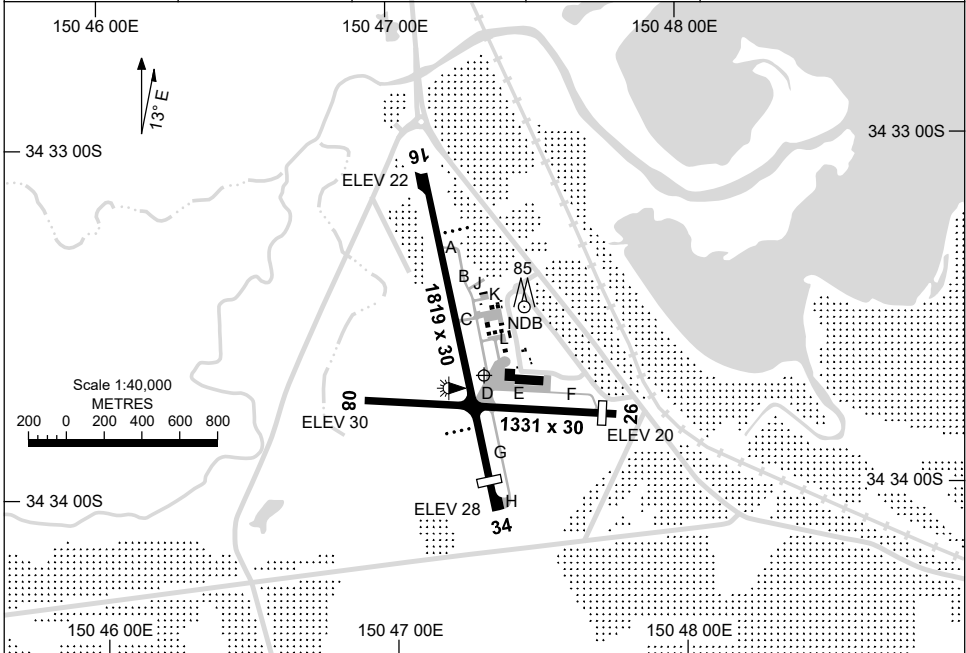 150 46 00E
150 47 00E
150 48 00E
13° E
34 33 00S
34 33 00S
16
ELEV 22
A
B
J
K
85
NDB
C
L
1819 x 30
Scale 1:40,000
METRES
200 0 200 400 600 800
08
ELEV 30
D
E
F
26
1331 x 30
ELEV 20
G
34 34 00S
34 34 00S
ELEV 28
H
34
150 46 00E
150 47 00E
150 48 00E